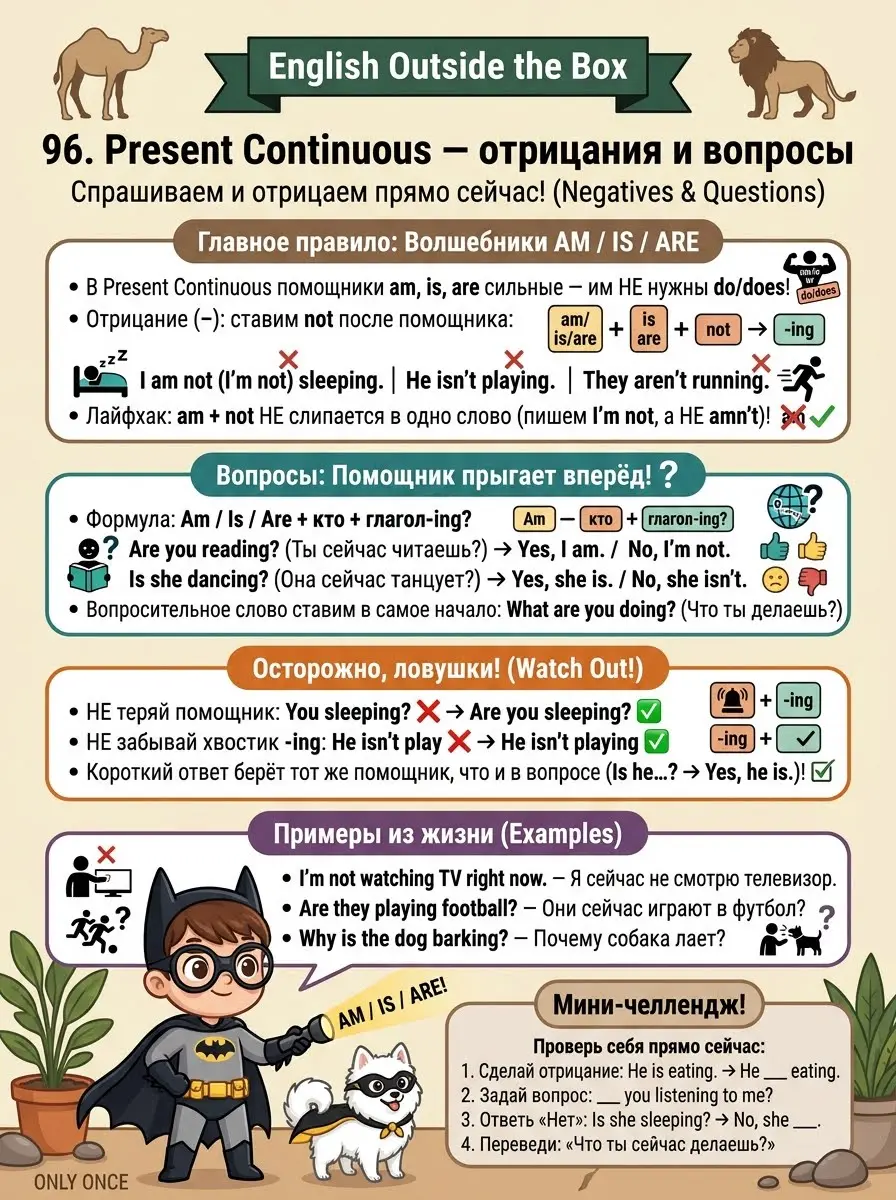 English Outside the Box
96. Present Continuous — отрицания и вопросы
Спрашиваем и отрицаем прямо сейчас! (Negatives & Questions)
Главное правило: Волшебники AM / IS / ARE
• В Present Continuous помощники am, is, are сильные — им НЕ нужны do/does!
do/does
• Отрицание (–): ставим not после помощника:
am/ is/are + is are + not → -ing
zzZ
I am not (I’m not) sleeping. | He isn’t playing. | They aren’t running.
• Лайфхак: am + not НЕ слипается в одно слово (пишем I’m not, а НЕ amn’t)!
Вопросы: Помощник прыгает вперёд! ?
• Формула: Am / Is / Are + кто + глагол-ing?
Am — кто + глагол-ing?
Are you reading? (Ты сейчас читаешь?) → Yes, I am. / No, I’m not.
Is she dancing? (Она сейчас танцует?) → Yes, she is. / No, she isn’t.
• Вопросительное слово ставим в самое начало: What are you doing? (Что ты делаешь?)
Осторожно, ловушки! (Watch Out!)
• НЕ теряй помощник: You sleeping? ❌ → Are you sleeping? ✅
+ -ing
• НЕ забывай хвостик -ing: He isn’t play ❌ → He isn’t playing ✅
-ing + ✓
• Короткий ответ берёт тот же помощник, что и в вопросе (Is he…? → Yes, he is.)!
Примеры из жизни (Examples)
• I’m not watching TV right now. — Я сейчас не смотрю телевизор.
• Are they playing football? — Они сейчас играют в футбол?
• Why is the dog barking? — Почему собака лает?
AM / IS / ARE!
Мини-челлендж!
Проверь себя прямо сейчас:
1. Сделай отрицание: He is eating. → He ___ eating.
2. Задай вопрос: ___ you listening to me?
3. Ответь «Нет»: Is she sleeping? → No, she ___.
4. Переведи: «Что ты сейчас делаешь?»
ONLY ONCE